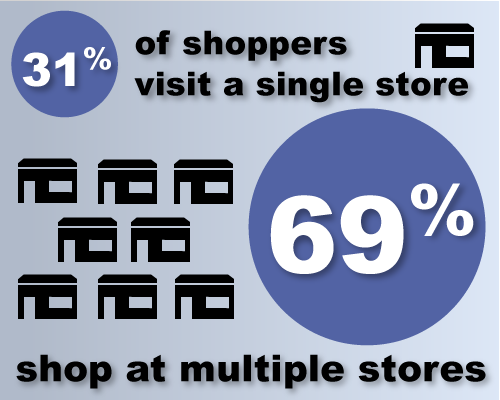 31%
of shoppers
visit a single store
69%
shop at multiple stores